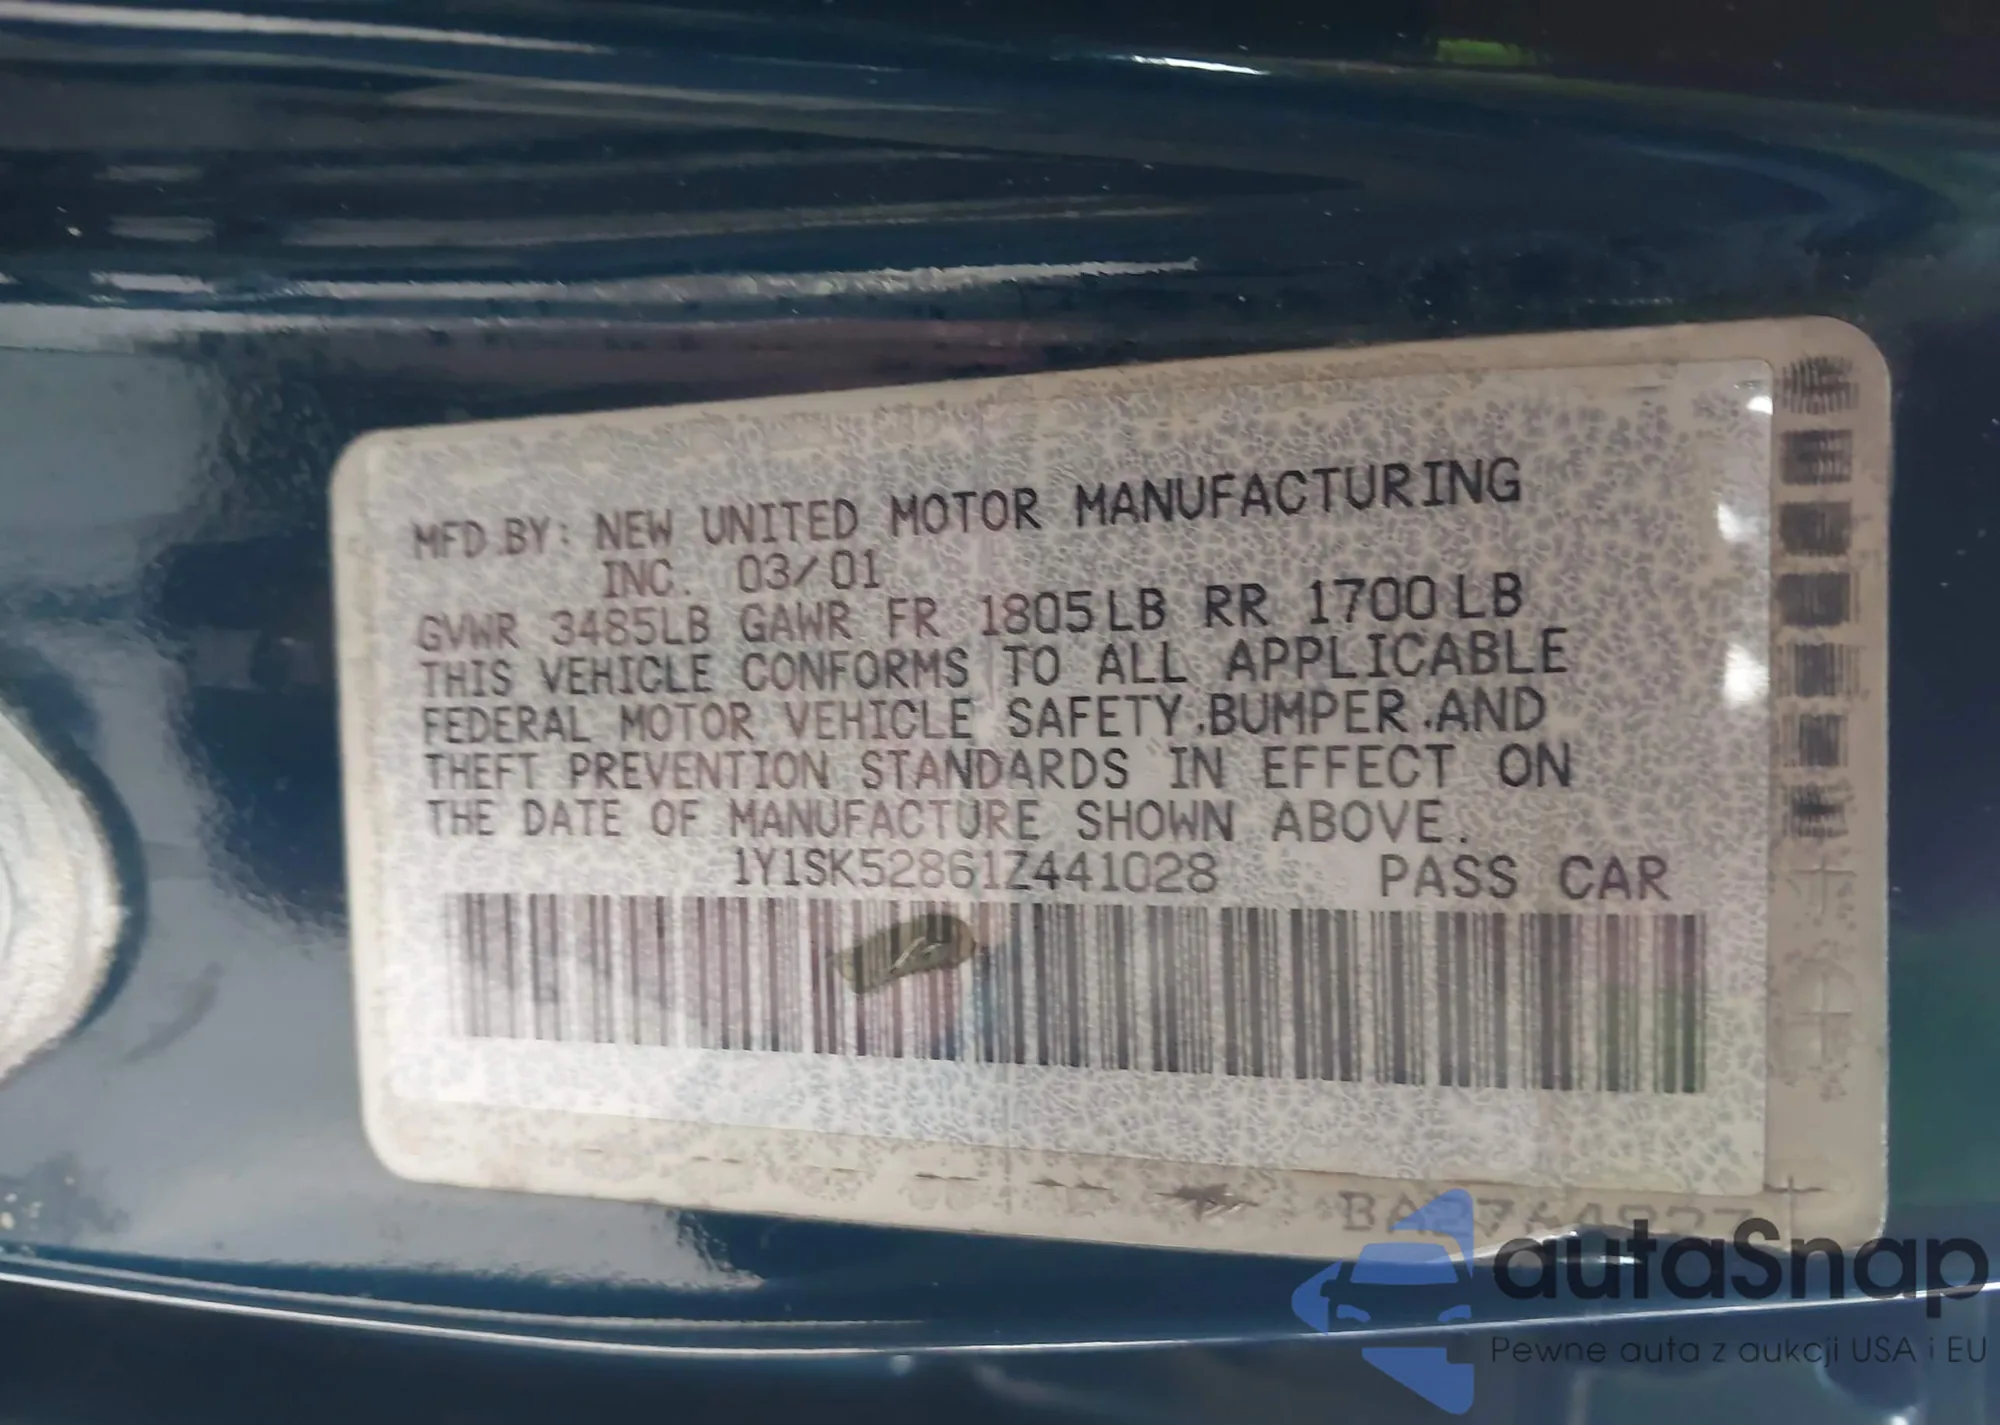 MFD.BY: NEW UNITED MOTOR MANUFACTURING
INC. 03/01
GVWR 3485LB GAWR FR 1805LB RR 1700LB
THIS VEHICLE CONFORMS TO ALL APPLICABLE
FEDERAL MOTOR VEHICLE SAFETY.BUMPER.AND
THEFT PREVENTION STANDARDS IN EFFECT ON
THE DATE OF MANUFACTURE SHOWN ABOVE.
1Y1SK52861Z441028 PASS CAR
autaSnap
Pewne auta z aukcji USA i EU